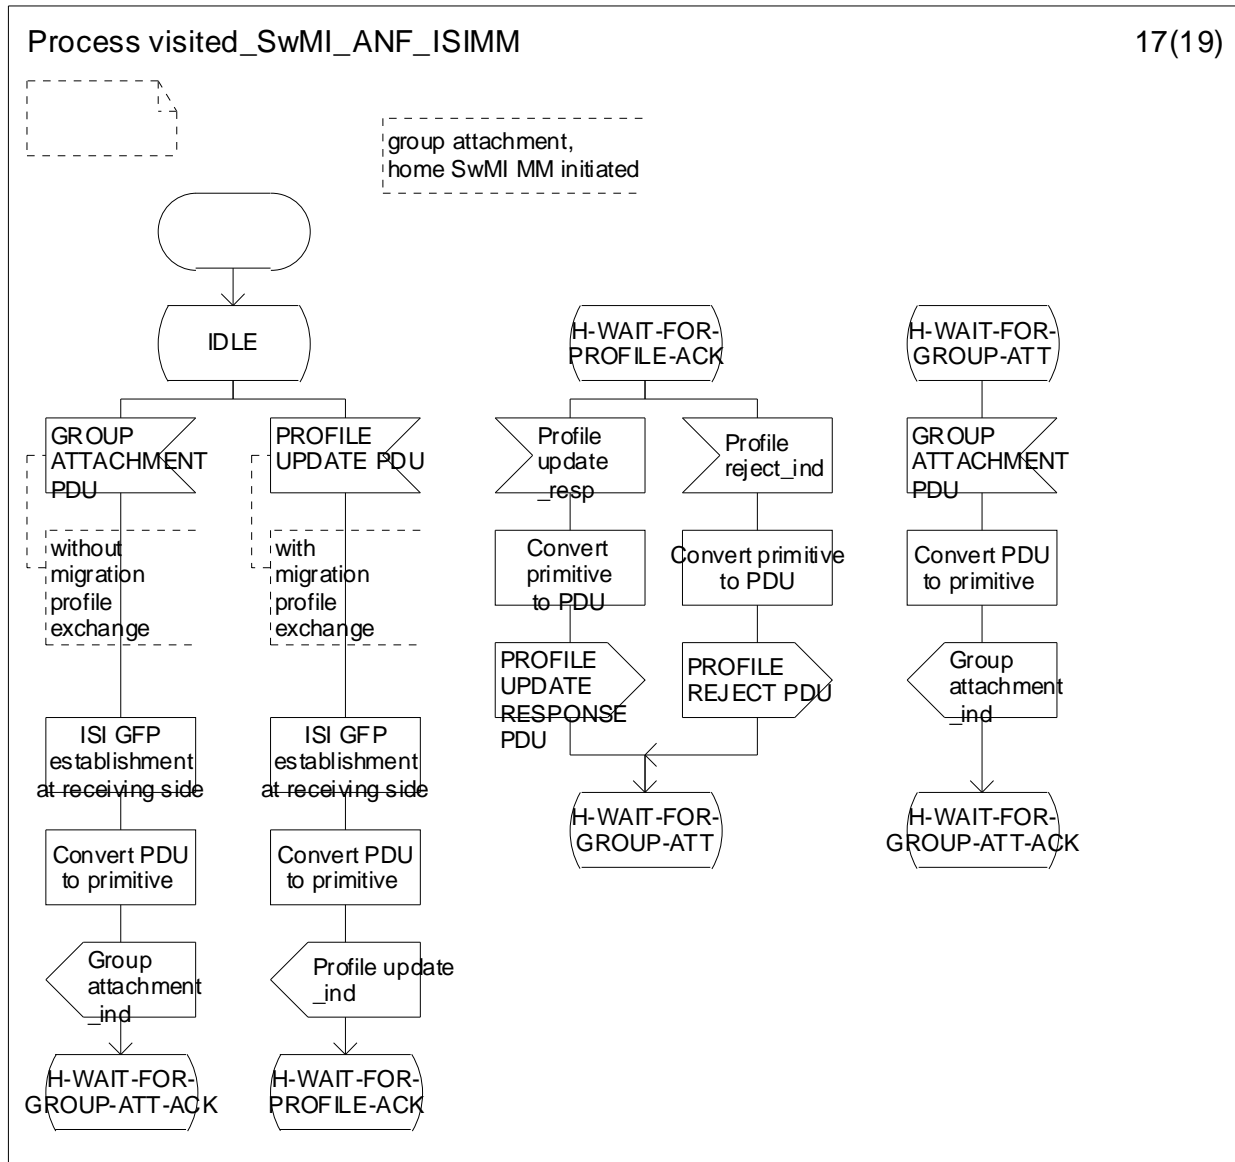 Process visited_SwMI_ANF_ISIMM
17(19)
group attachment,
home SwMI MM initiated
IDLE
GROUP
ATTACHMENT
PDU
without
migration
profile
exchange
ISI GFP
establishment
at receiving side
Convert PDU
to primitive
Group
attachment
_ind
H-WAIT-FOR-
GROUP-ATT-ACK
PROFILE
UPDATE PDU
with
migration
profile
exchange
ISI GFP
establishment
at receiving side
Convert PDU
to primitive
Profile update
_ind
H-WAIT-FOR-
PROFILE-ACK
H-WAIT-FOR-
PROFILE-ACK
Profile
update
_resp
Convert
primitive
to PDU
PROFILE
UPDATE
RESPONSE
PDU
Profile
reject_ind
Convert primitive
to PDU
PROFILE
REJECT PDU
H-WAIT-FOR-
GROUP-ATT
H-WAIT-FOR-
GROUP-ATT
GROUP
ATTACHMENT
PDU
Convert PDU
to primitive
Group
attachment
_ind
H-WAIT-FOR-
GROUP-ATT-ACK